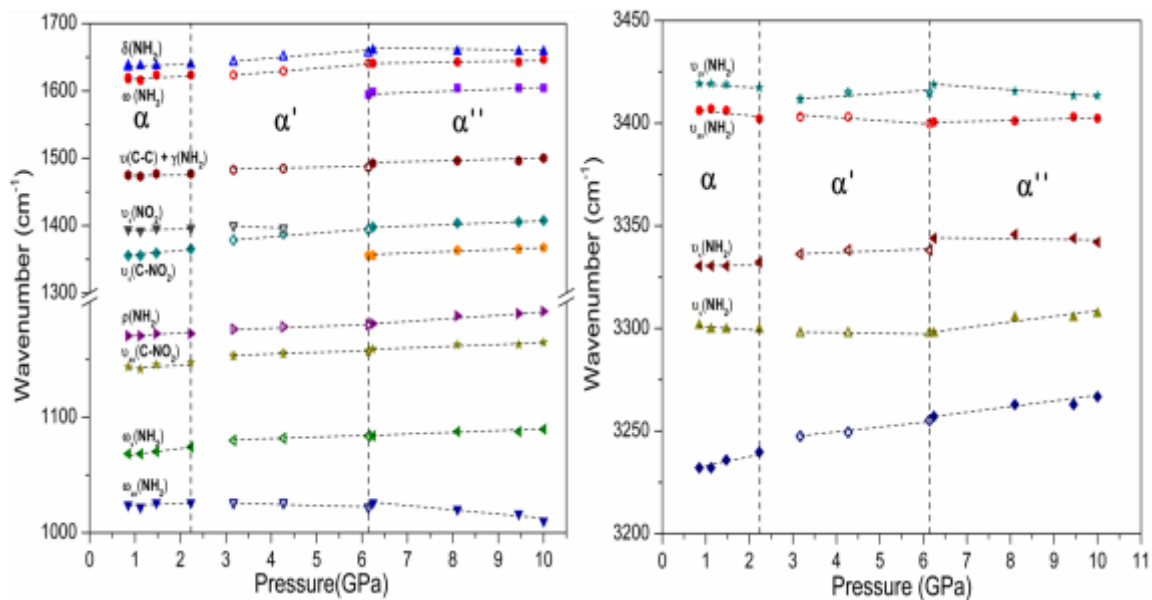 1700
δ(NH₂)
1600
ω (NH₂)
α
α'
α''
1500
υ(C-C) + γ(NH₂)
υₛ(NO₂)
1400
υₛ(C-NO₂)
1300
ρ(NH₂)
υₐₛ(C-NO₂)
1100
ωₛ(NH₂)
ωₐₛ(NH₂)
1000
0 1 2 3 4 5 6 7 8 9 10
Pressure(GPa)
Wavenumber (cm⁻¹)
3450
υₐₛ(NH₂)
3400
υₐₛ(NH₂)
α
α'
α''
3350
υₛ(NH₂)
υₛ(NH₂)
3300
3250
3200
0 1 2 3 4 5 6 7 8 9 10 11
Pressure (GPa)
Wavenumber (cm⁻¹)